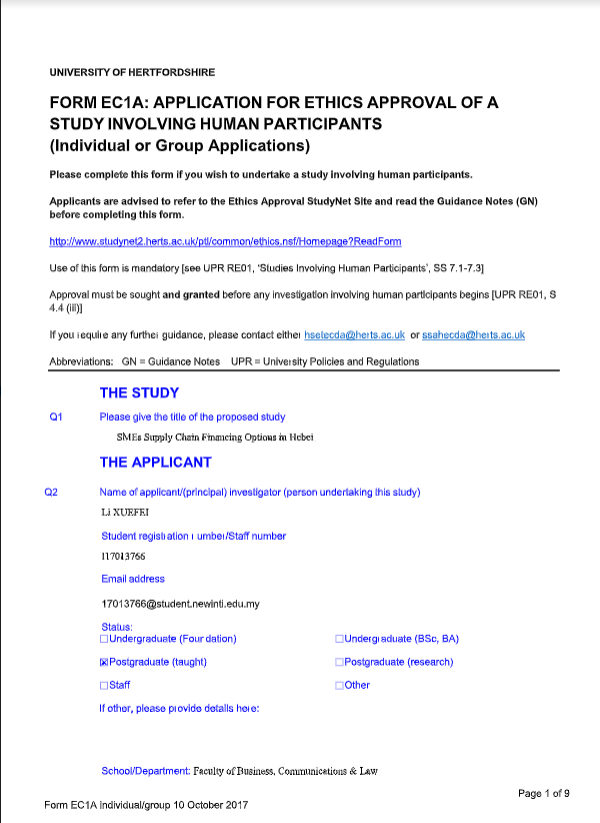 UNIVERSITY OF HERTFORDSHIRE
FORM EC1A: APPLICATION FOR ETHICS APPROVAL OF A
STUDY INVOLVING HUMAN PARTICIPANTS
(Individual or Group Applications)
Please complete this form if you wish to undertake a study involving human participants.
Applicants are advised to refer to the Ethics Approval StudyNet Site and read the Guidance Notes (GN)
before completing this form.
http://www.studynet2.herts.ac.uk/ptl/common/ethics.nsf/Homepage?ReadForm
Use of this form is mandatory [see UPR RE01, 'Studies Involving Human Participants', SS 7.1-7.3]
Approval must be sought and granted before any investigation involving human participants begins [UPR RE01, S
4.4 (iii)]
If you require any further guidance, please contact either hsetecda@herts.ac.uk or ssahecda@herts.ac.uk
Abbreviations: GN = Guidance Notes UPR = University Policies and Regulations
THE STUDY
Q1 Please give the title of the proposed study
SMEs Supply Chain Financing Options in Hebei
THE APPLICANT
Q2 Name of applicant/(principal) investigator (person undertaking this study)
Li XUEFEI
Student registration number/Staff number
I17013766
Email address
17013766@student.newinti.edu.my
Status:
☐Undergraduate (Foundation) ☐Undergraduate (BSc, BA)
☒Postgraduate (taught) ☐Postgraduate (research)
☐Staff ☐Other
If other, please provide details here:
School/Department: Faculty of Business, Communications & Law
Page 1 of 9
Form EC1A Individual/group 10 October 2017